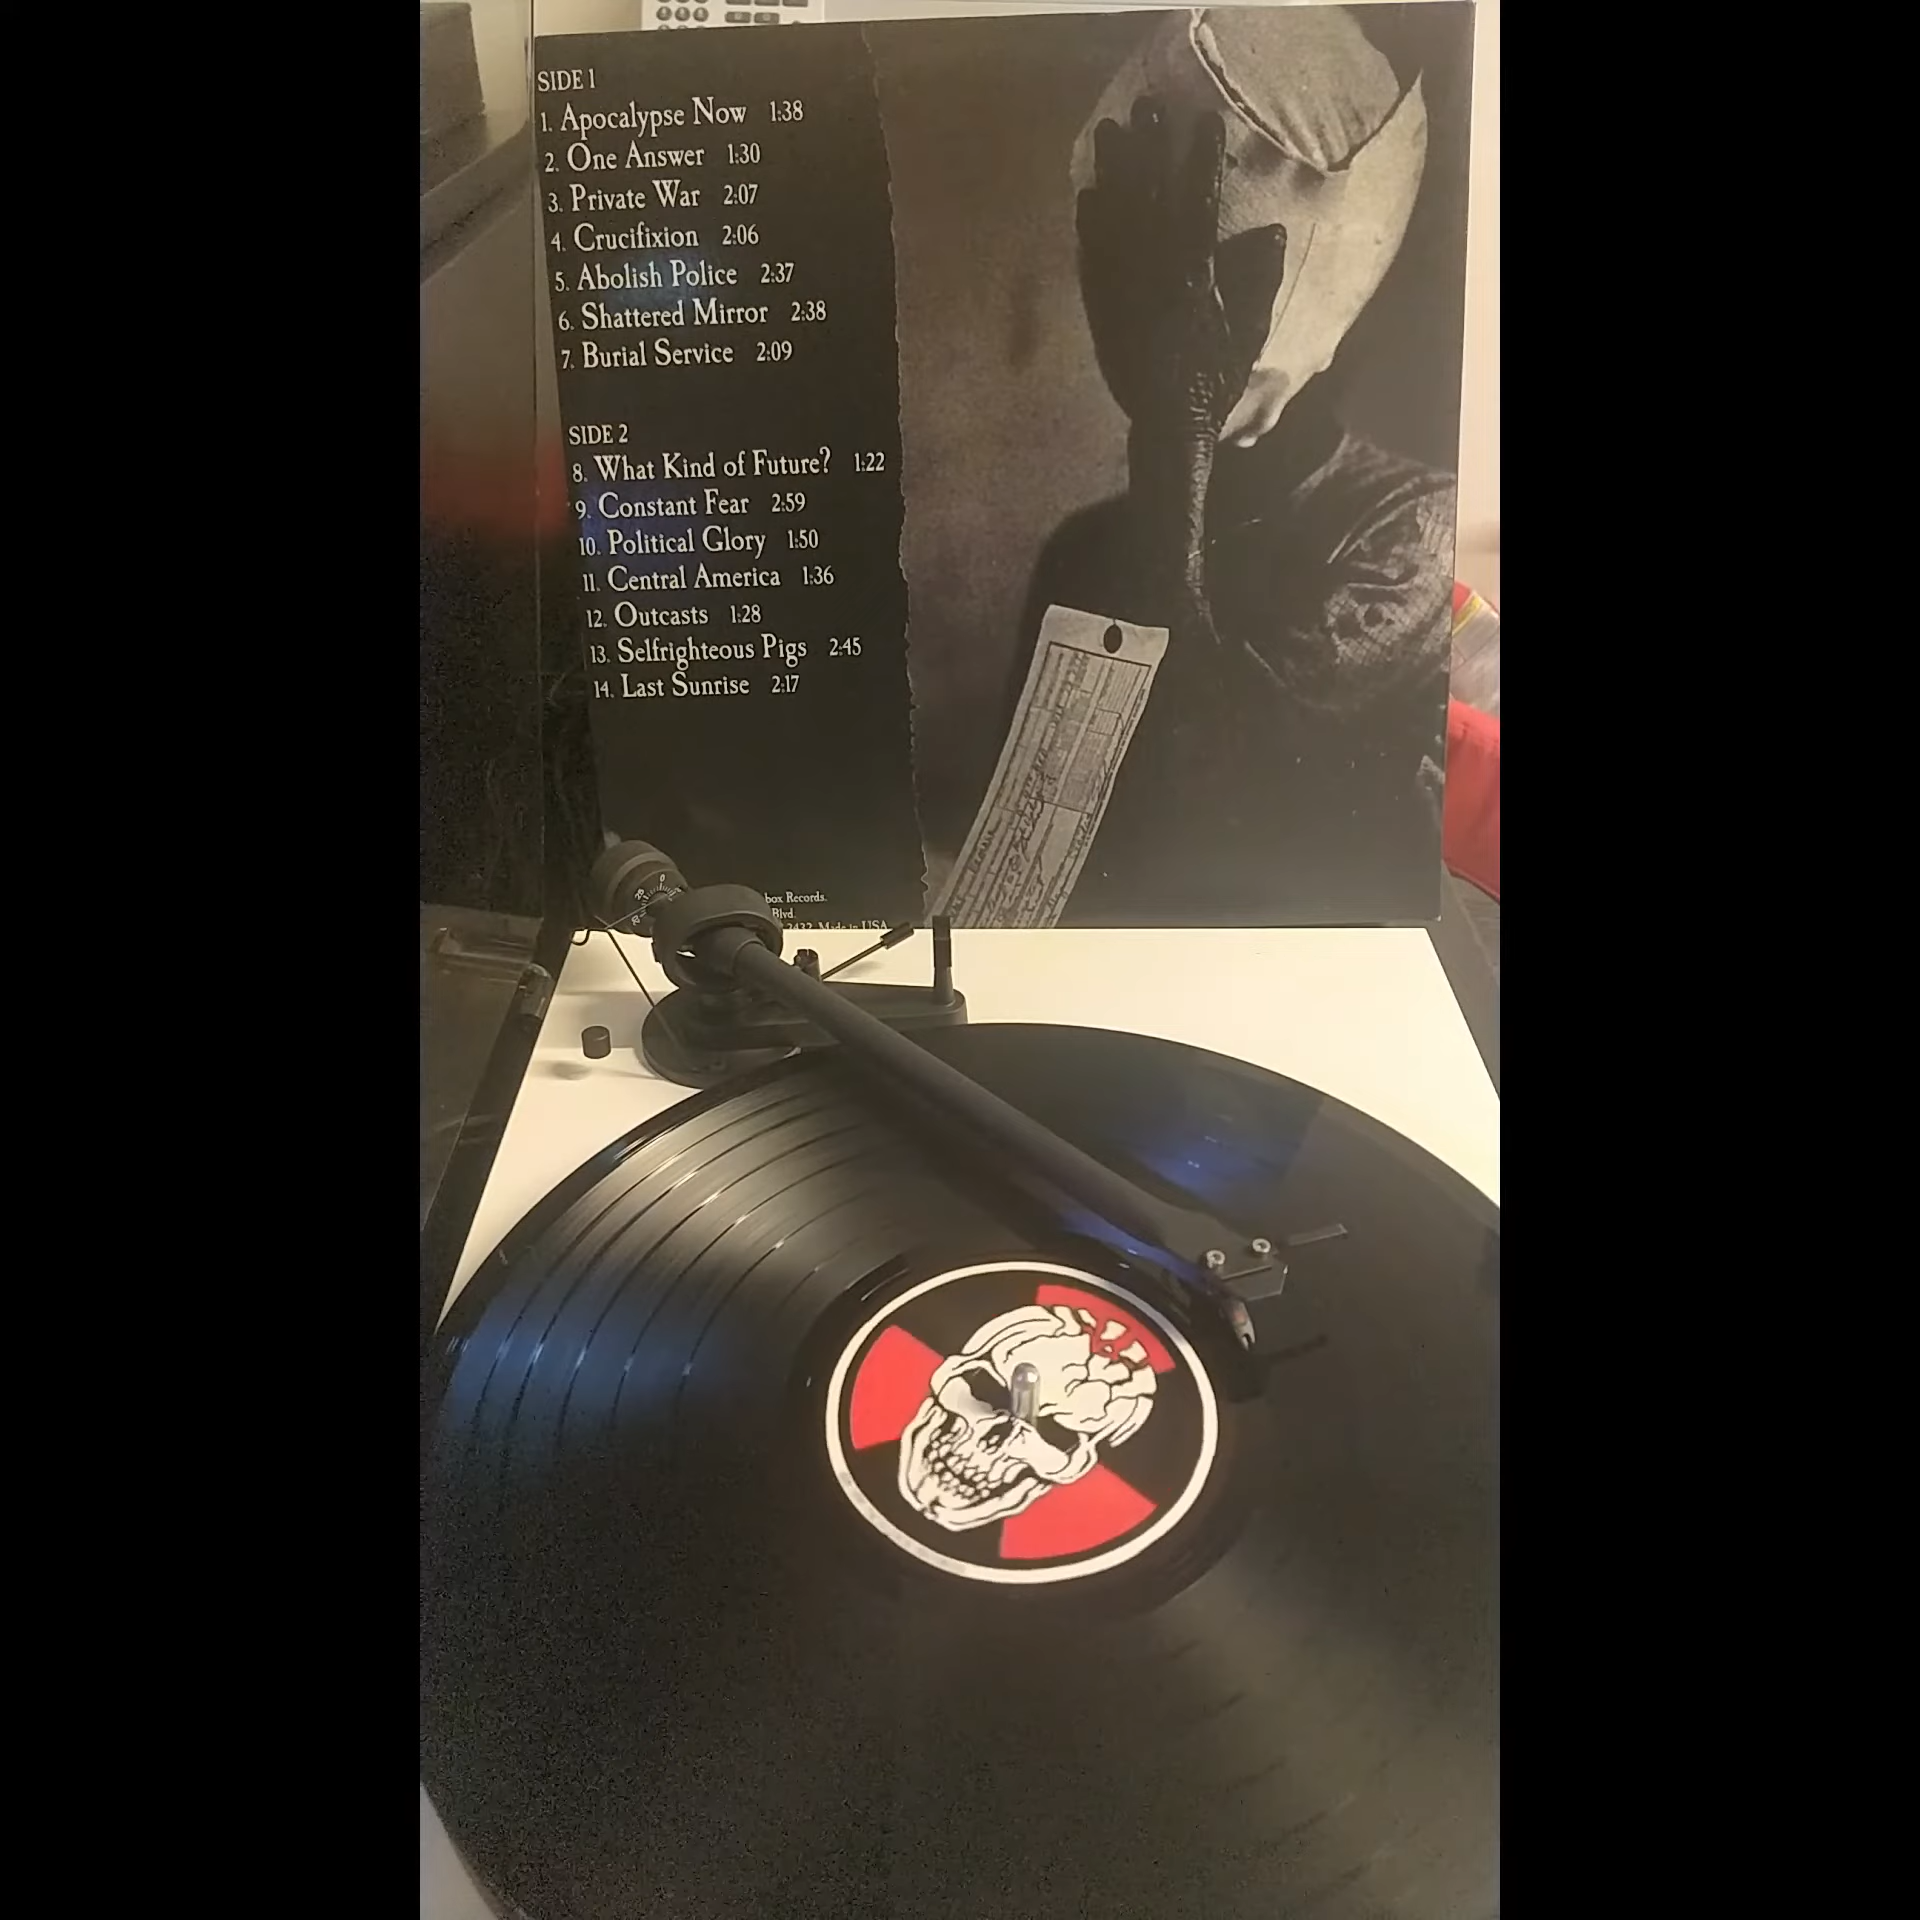 SIDE 1
1. Apocalypse Now 1:38
2. One Answer 1:30
3. Private War 2:07
4. Crucifixion 2:06
5. Abolish Police 2:37
6. Shattered Mirror 2:38
7. Burial Service 2:09
SIDE 2
8. What Kind of Future? 1:22
9. Constant Fear 2:59
10. Political Glory 1:50
11. Central America 1:36
12. Outcasts 1:28
13. Selfrighteous Pigs 2:45
14. Last Sunrise 2:17
box Records.
Blvd.
2432 Made in USA